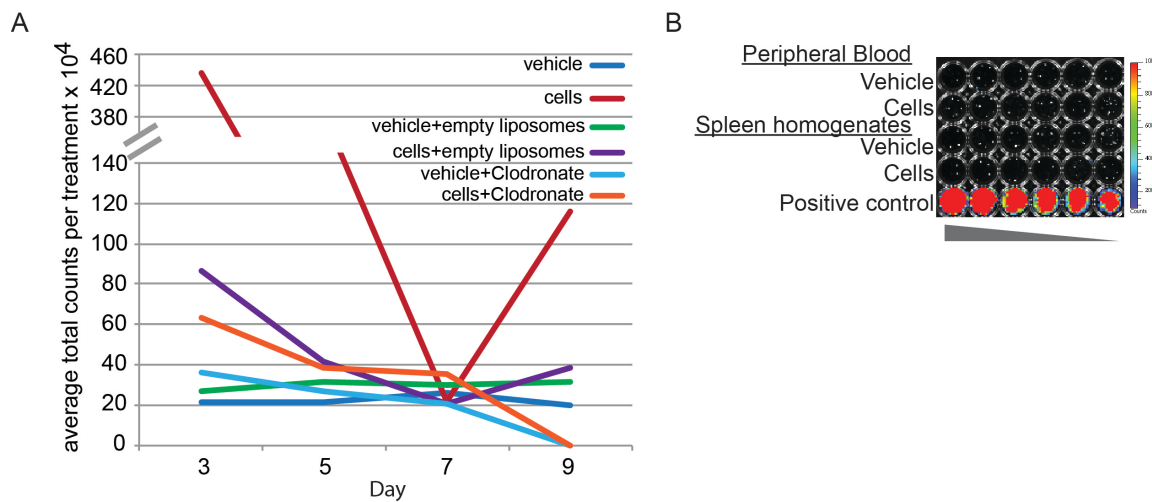 A
average total counts per treatment x 10⁴
460
420
380
140
120
100
80
60
40
20
0
3 5 7 9
Day
vehicle
cells
vehicle+empty liposomes
cells+empty liposomes
vehicle+Clodronate
cells+Clodronate
B
Peripheral Blood
Vehicle
Cells
Spleen homogenates
Vehicle
Cells
Positive control
Counts